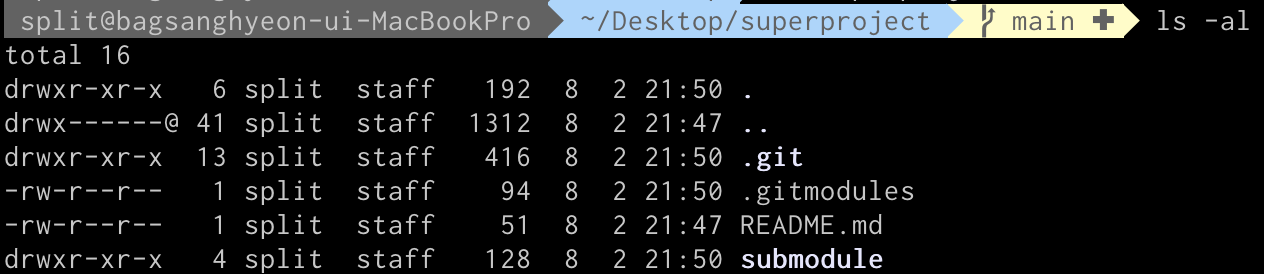 split@bagsanghyeon-ui-MacBookPro ~/Desktop/superproject main ✚ ls -al
total 16
drwxr-xr-x 6 split staff 192 8 2 21:50 .
drwx------@ 41 split staff 1312 8 2 21:47 ..
drwxr-xr-x 13 split staff 416 8 2 21:50 .git
-rw-r--r-- 1 split staff 94 8 2 21:50 .gitmodules
-rw-r--r-- 1 split staff 51 8 2 21:47 README.md
drwxr-xr-x 4 split staff 128 8 2 21:50 submodule